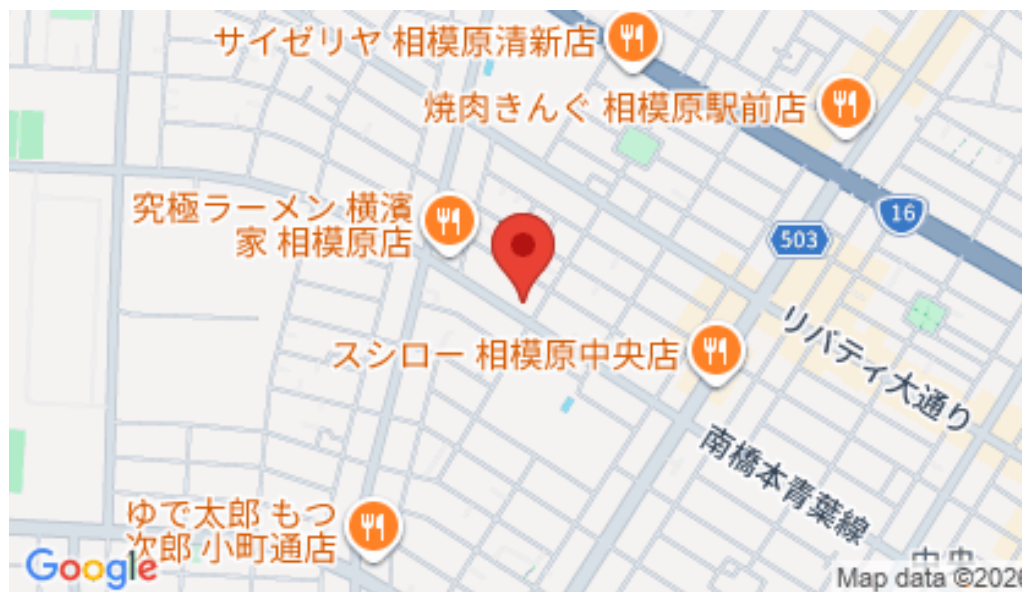 サイゼリヤ 相模原清新店
焼肉きんぐ 相模原駅前店
究極ラーメン 横濱
家 相模原店
16
503
スシロー 相模原中央店
リバティ大通り
南橋本青葉線
ゆで太郎 もつ
次郎 小町通店
中央
Google
Map data ©2026